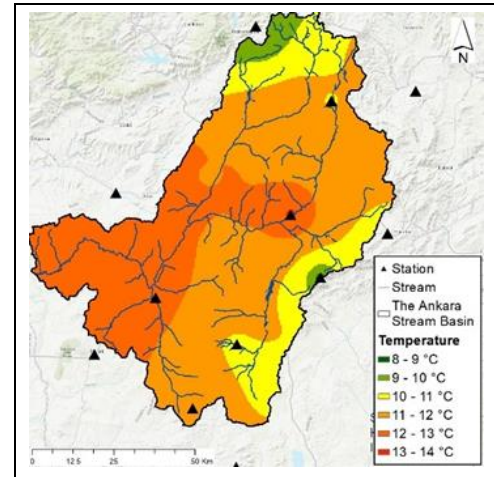 N
Station
Stream
The Ankara
Stream Basin
Temperature
8 - 9 °C
9 - 10 °C
10 - 11 °C
11 - 12 °C
12 - 13 °C
13 - 14 °C
0 12.5 25 50 Km